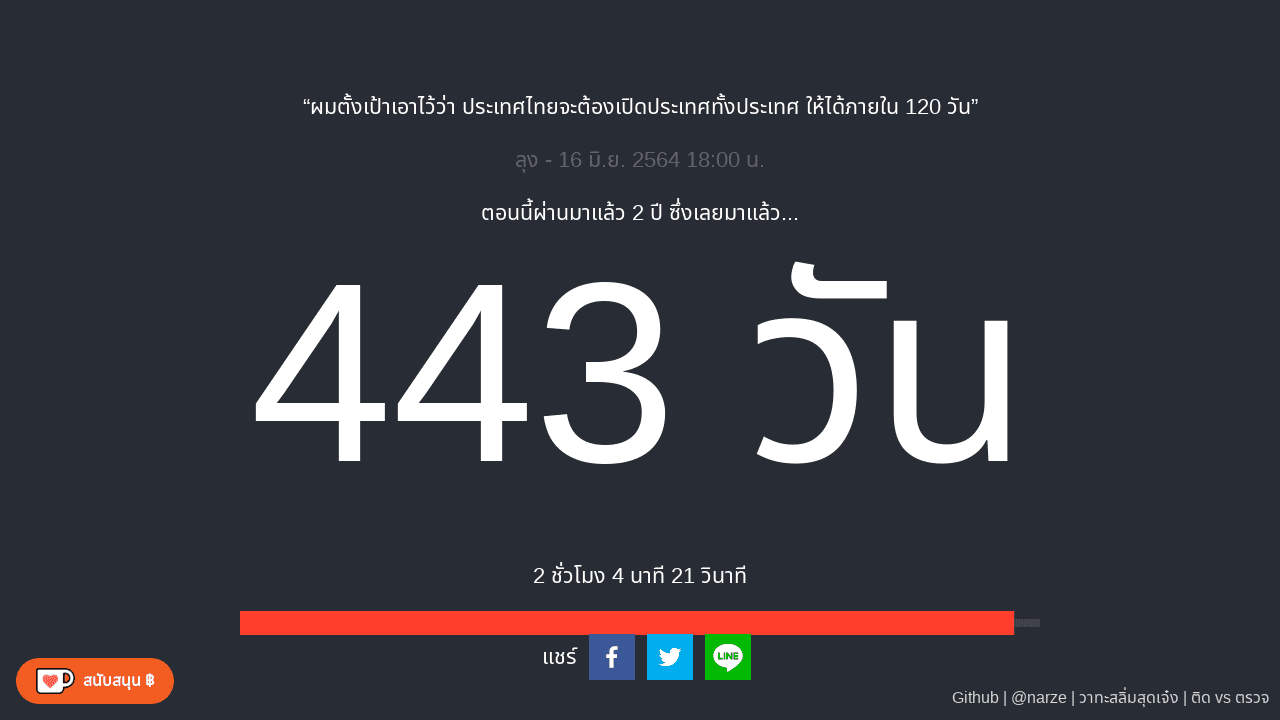 “ผมตั้งเป้าเอาไว้ว่า ประเทศไทยจะต้องเปิดประเทศทั้งประเทศ ให้ได้ภายใน 120 วัน”
ลุง - 16 มิ.ย. 2564 18:00 น.
ตอนนี้ผ่านมาแล้ว 2 ปี ซึ่งเลยมาแล้ว...
443 วัน
2 ชั่วโมง 4 นาที 21 วินาที
แชร์
LINE
สนับสนุน ฿
Github | @narze | วาทะสลิ่มสุดเจ๋ง | ติด vs ตรวจ